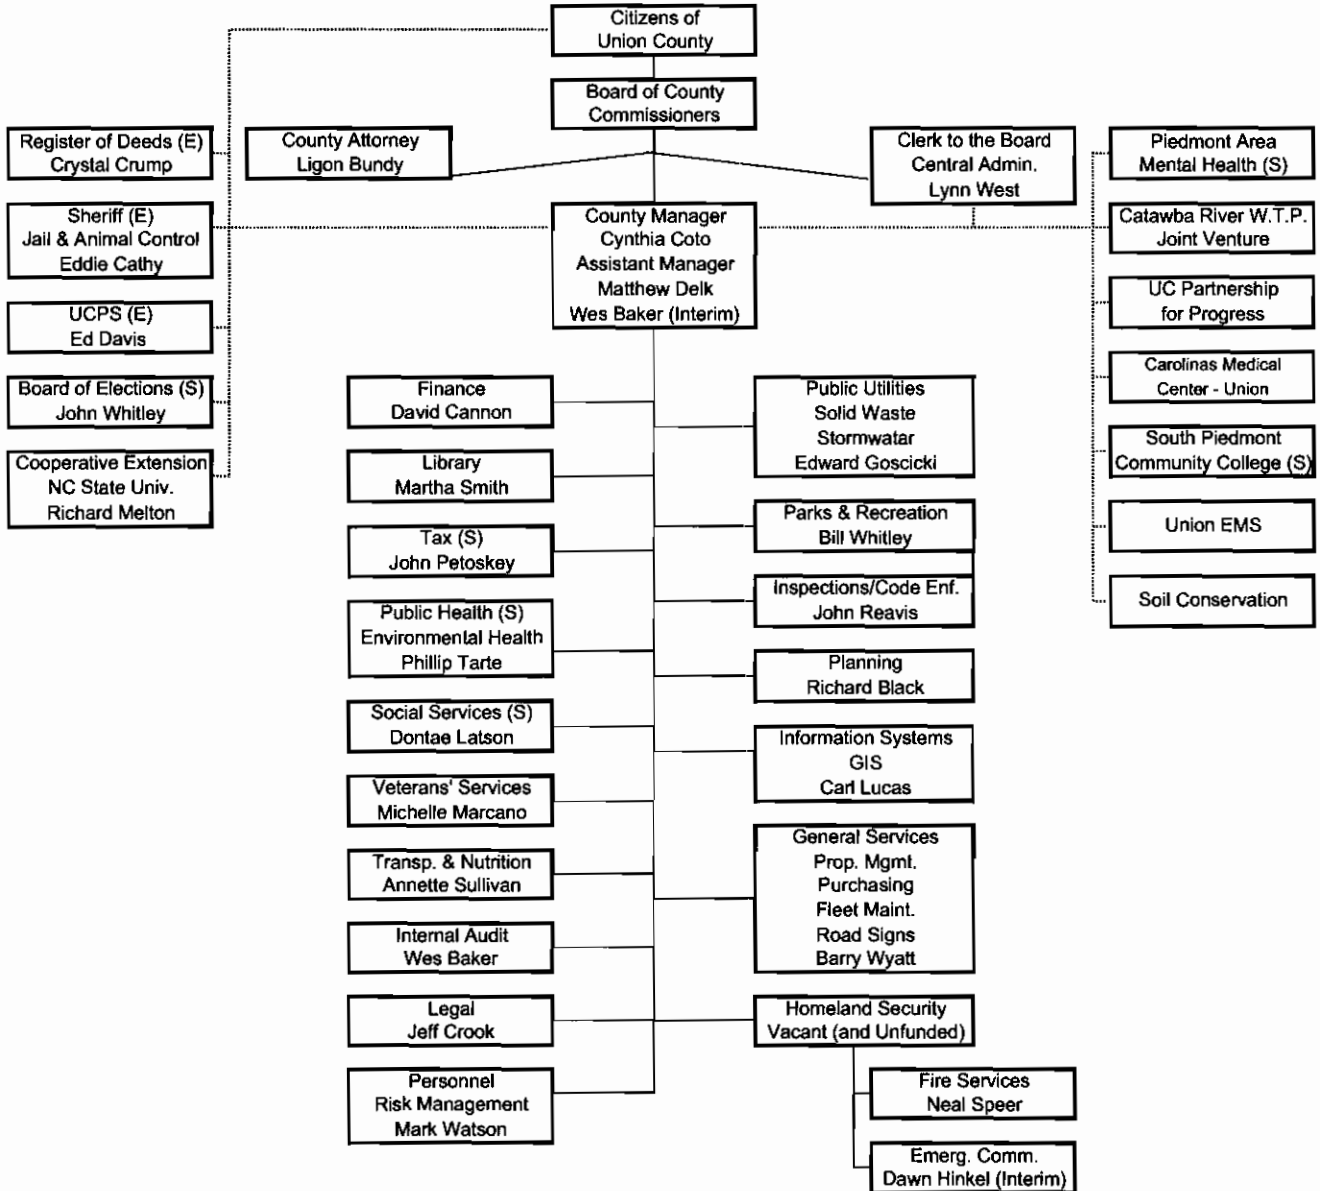 Citizens of
Union County
Board of County
Commissioners
Register of Deeds (E)
Crystal Crump
County Attorney
Ligon Bundy
Clerk to the Board
Central Admin.
Lynn West
Piedmont Area
Mental Health (S)
Sheriff (E)
Jail & Animal Control
Eddie Cathy
County Manager
Cynthia Coto
Assistant Manager
Matthew Delk
Wes Baker (Interim)
Catawba River W.T.P.
Joint Venture
UCPS (E)
Ed Davis
UC Partnership
for Progress
Board of Elections (S)
John Whitley
Finance
David Cannon
Public Utilities
Solid Waste
Stormwatar
Edward Goscicki
Carolinas Medical
Center - Union
Cooperative Extension
NC State Univ.
Richard Melton
Library
Martha Smith
South Piedmont
Community College (S)
Tax (S)
John Petoskey
Parks & Recreation
Bill Whitley
Union EMS
Public Health (S)
Environmental Health
Phillip Tarte
Inspections/Code Enf.
John Reavis
Soil Conservation
Planning
Richard Black
Social Services (S)
Dontae Latson
Information Systems
GIS
Carl Lucas
Veterans' Services
Michelle Marcano
Transp. & Nutrition
Annette Sullivan
General Services
Prop. Mgmt.
Purchasing
Fleet Maint.
Road Signs
Barry Wyatt
Internal Audit
Wes Baker
Legal
Jeff Crook
Homeland Security
Vacant (and Unfunded)
Personnel
Risk Management
Mark Watson
Fire Services
Neal Speer
Emerg. Comm.
Dawn Hinkel (Interim)